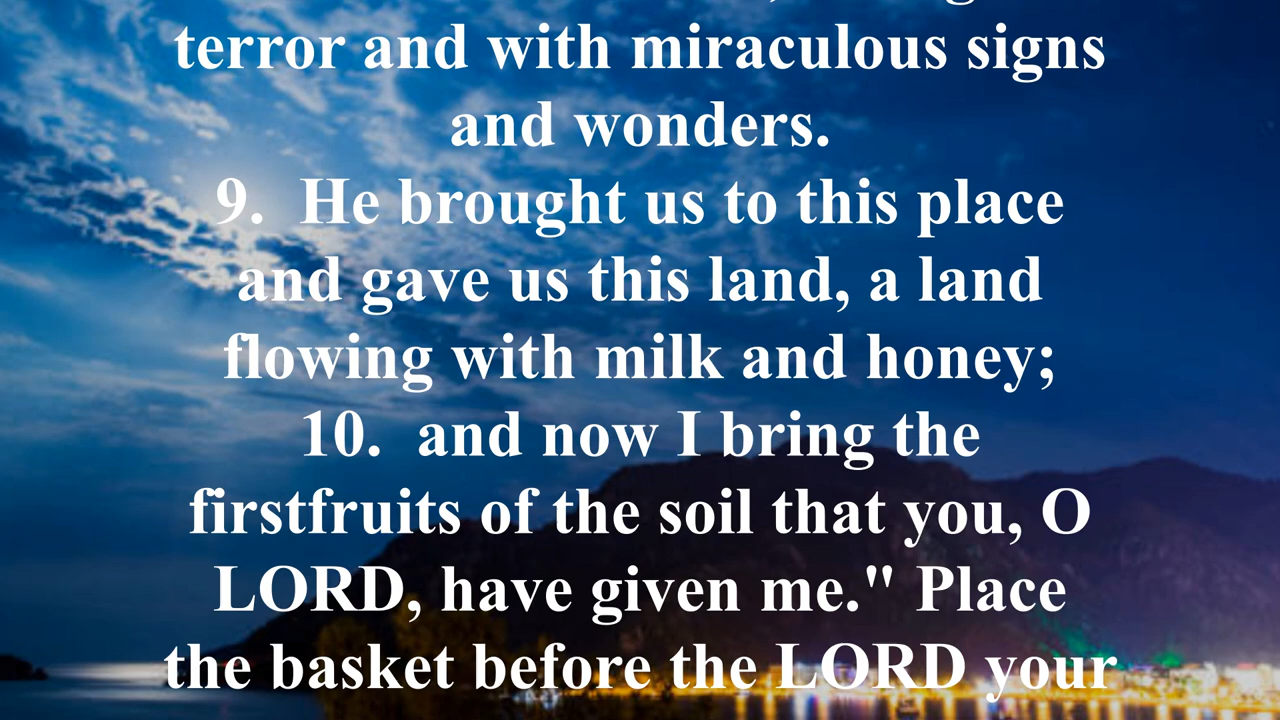 terror and with miraculous signs
and wonders.
9.  He brought us to this place
and gave us this land, a land
flowing with milk and honey;
10.  and now I bring the
firstfruits of the soil that you, O
LORD, have given me." Place
the basket before the LORD your